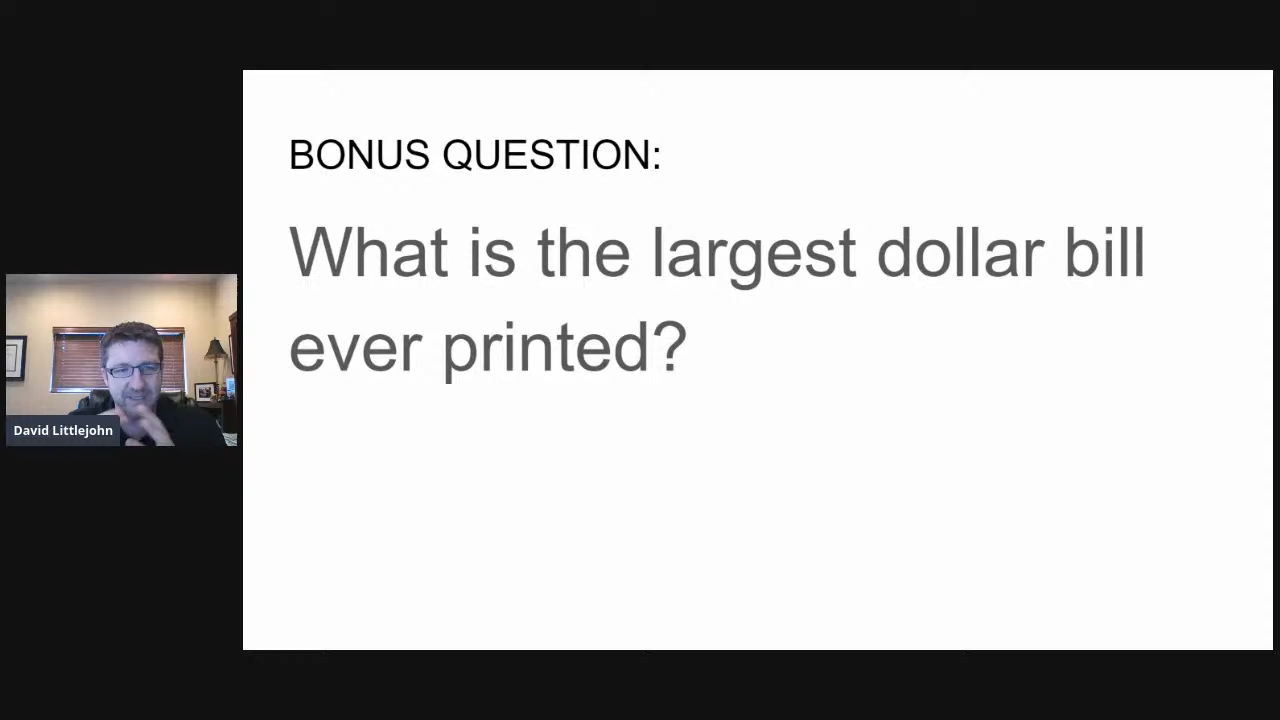 BONUS QUESTION:
What is the largest dollar bill
ever printed?
David Littlejohn